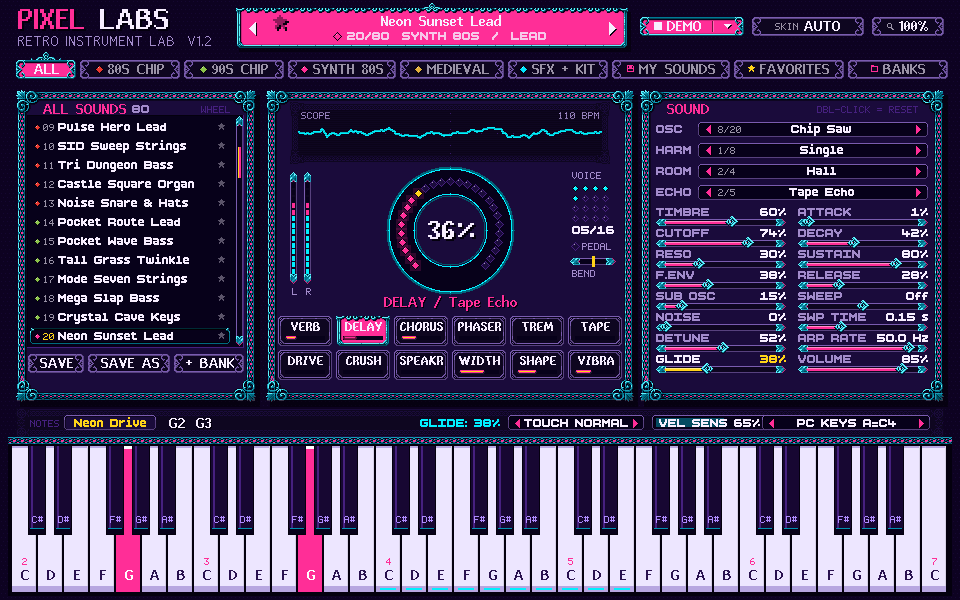 PIXEL LABS
RETRO INSTRUMENT LAB V1.2
Neon Sunset Lead
20/80 SYNTH 80S / LEAD
DEMO
SKIN AUTO
100%
ALL
80S CHIP
90S CHIP
SYNTH 80S
MEDIEVAL
SFX + KIT
MY SOUNDS
FAVORITES
BANKS
ALL SOUNDS 80 WHEEL
09 Pulse Hero Lead
10 SID Sweep Strings
11 Tri Dungeon Bass
12 Castle Square Organ
13 Noise Snare & Hats
14 Pocket Route Lead
15 Pocket Wave Bass
16 Tall Grass Twinkle
17 Mode Seven Strings
18 Mega Slap Bass
19 Crystal Cave Keys
20 Neon Sunset Lead
SAVE SAVE AS + BANK
SCOPE 110 BPM
VOICE
05/16
PEDAL
BEND
36%
L R
DELAY / Tape Echo
VERB DELAY CHORUS PHASER TREM TAPE
DRIVE CRUSH SPEAKR WIDTH SHAPE VIBRA
SOUND DBL-CLICK = RESET
OSC 8/20 Chip Saw
HARM 1/8 Single
ROOM 2/4 Hall
ECHO 2/5 Tape Echo
TIMBRE 60% ATTACK 1%
CUTOFF 74% DECAY 42%
RESO 30% SUSTAIN 80%
F.ENV 38% RELEASE 28%
SUB OSC 15% SWEEP Off
NOISE 0% SWP TIME 0.15 s
DETUNE 52% ARP RATE 50.0 Hz
GLIDE 38% VOLUME 85%
NOTES Neon Drive G2 G3
GLIDE: 38%
TOUCH NORMAL
VEL SENS 65%
PC KEYS A=C4
C# D# F# G# A# C# D# F# G# A# C# D# F# G# A# C# D# F# G# A# C# D# F# G# A#
2 3 4 5 6 7
C D E F G A B C D E F G A B C D E F G A B C D E F G A B C D E F G A B C